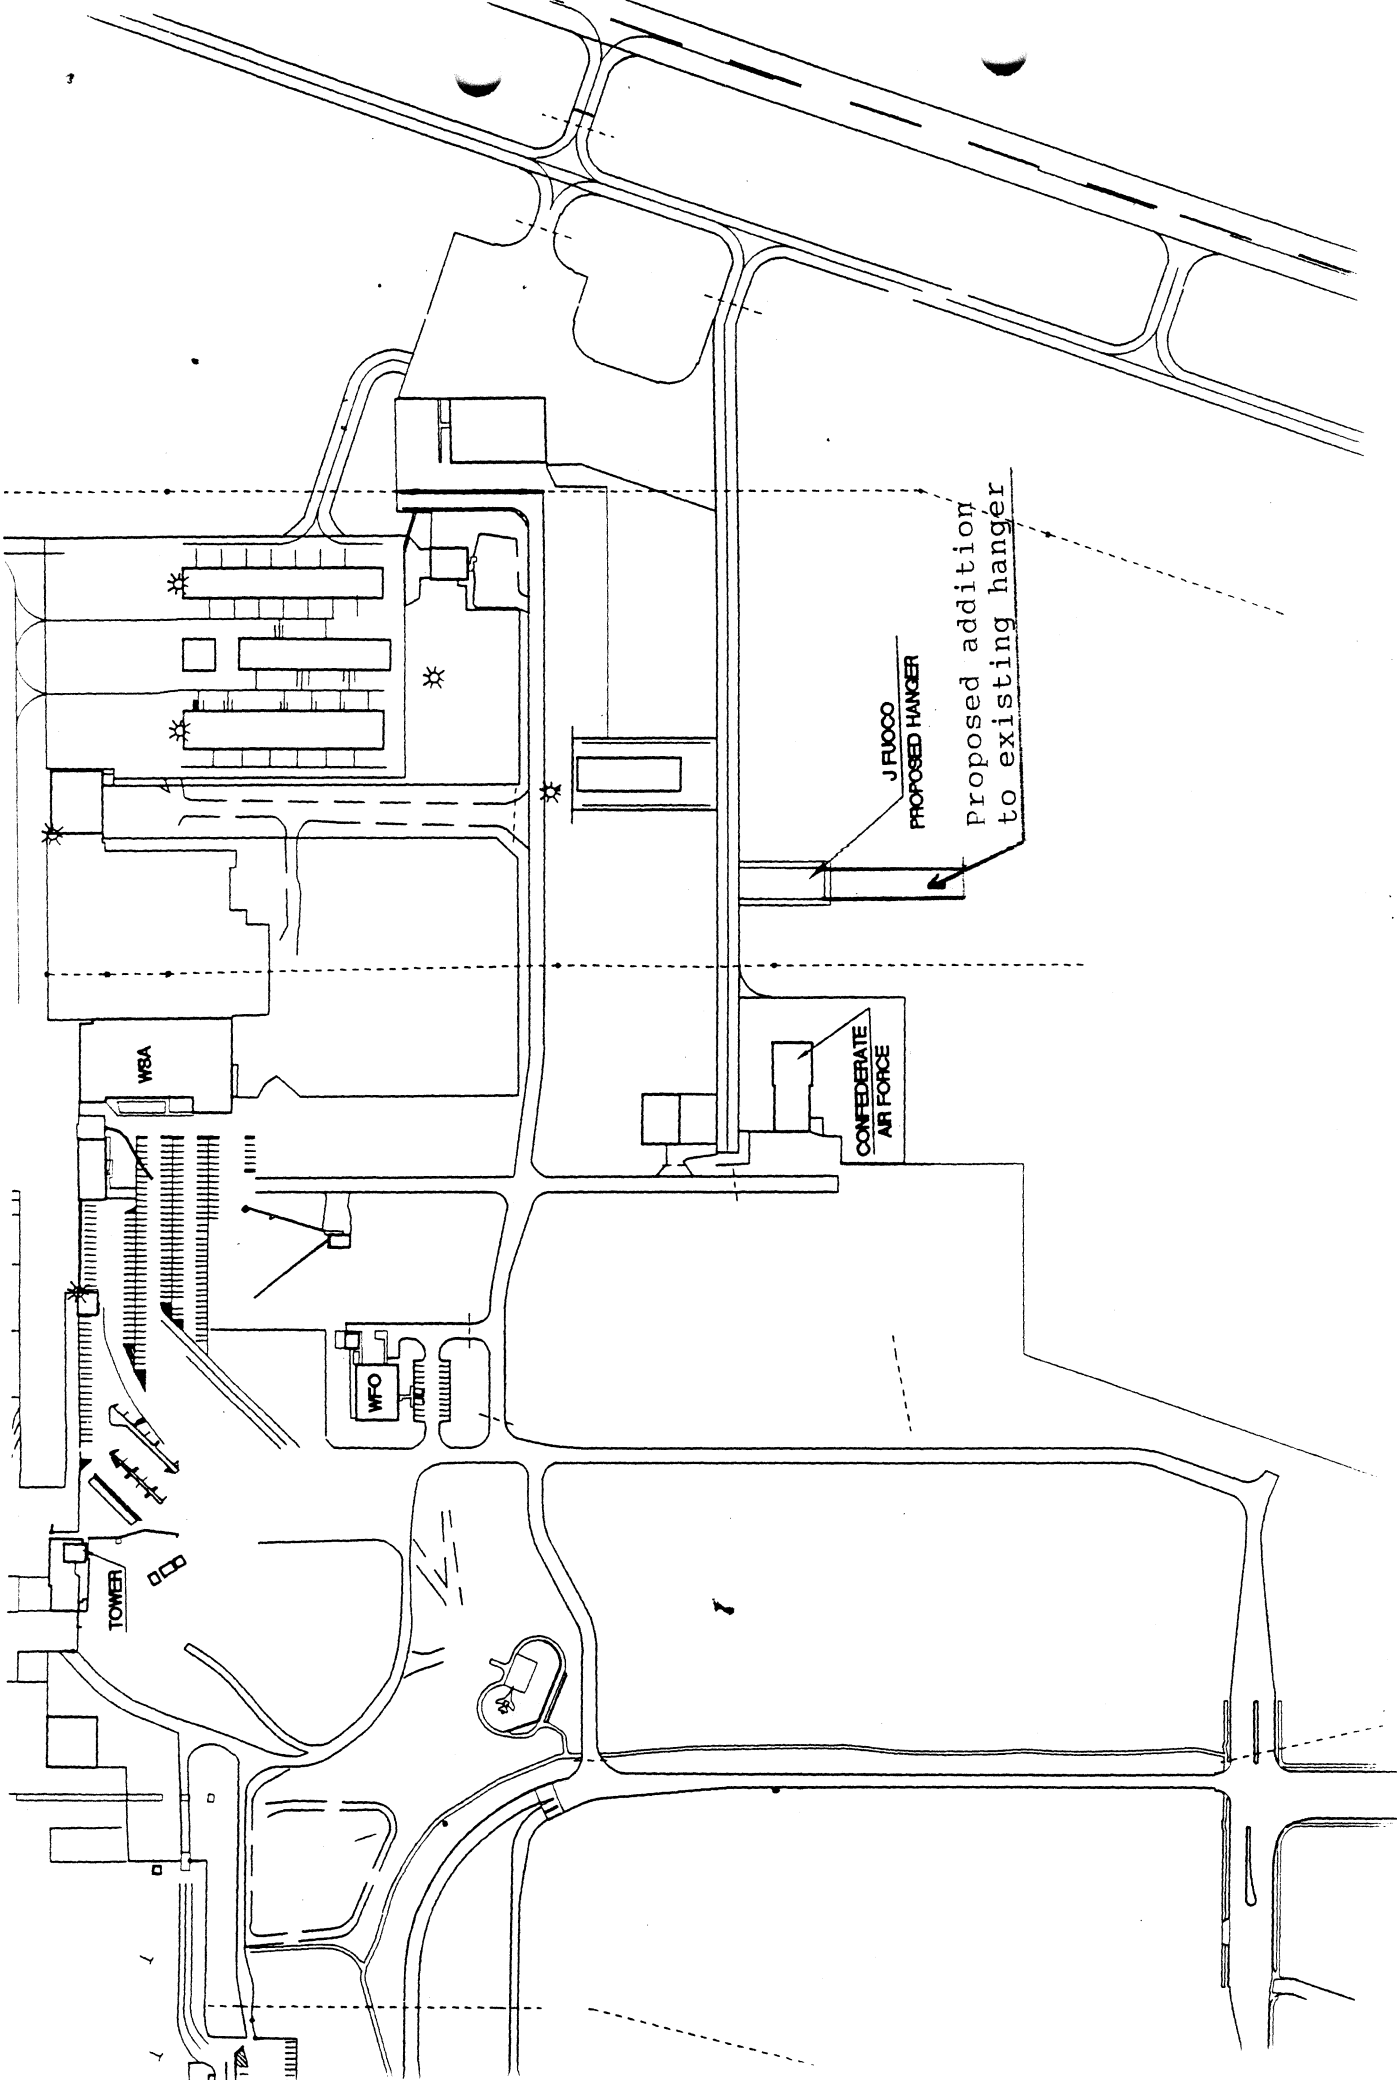 Proposed addition
to existing hanger
J FUOCO
PROPOSED HANGER
CONFEDERATE
AIR FORCE
WSA
WFO
TOWER